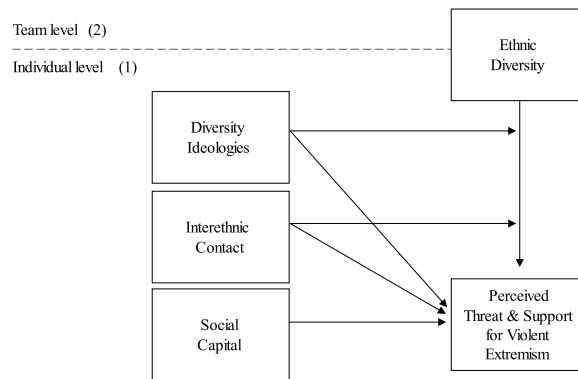 Team level (2)
Individual level (1)
Ethnic
Diversity
Diversity
Ideologies
Interethnic
Contact
Social
Capital
Perceived
Threat & Support
for Violent
Extremism